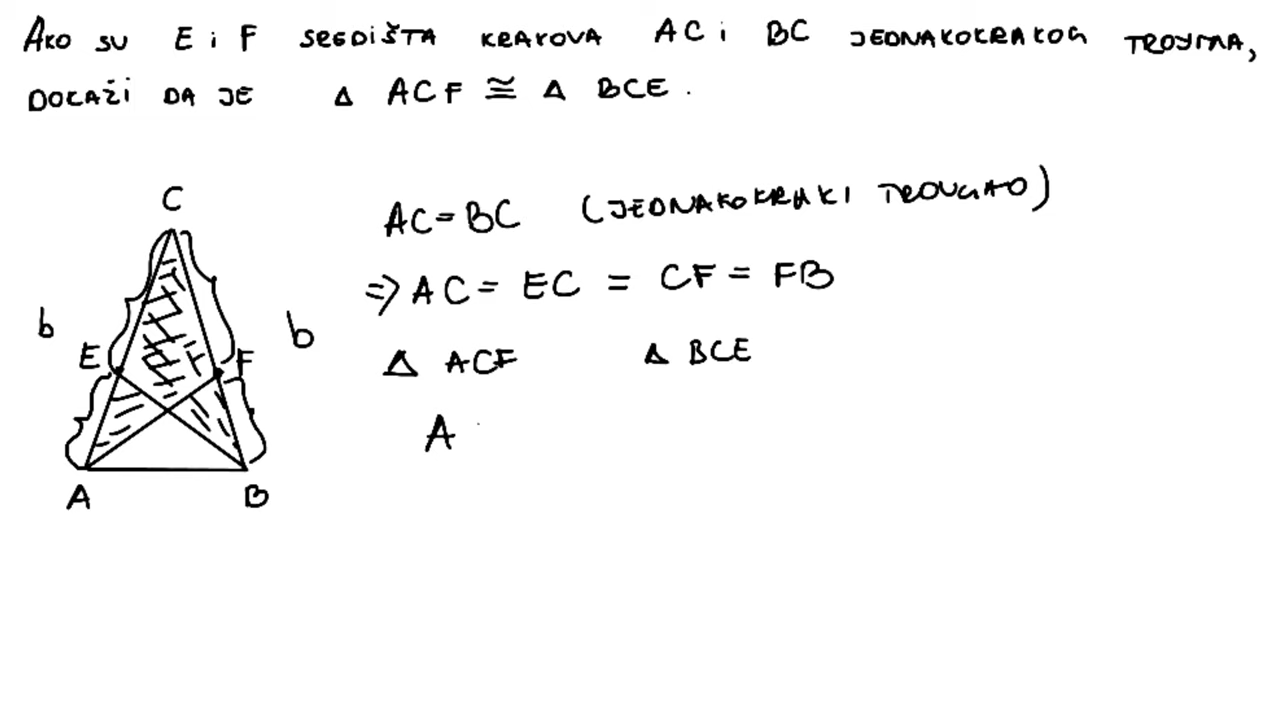 AKO SU E i F SREDIŠTA KRAKOVA AC i BC JEDNAKOKRAKOG TROUGLA,
DOKAŽI DA JE Δ ACF ≅ Δ BCE.
AC = BC (JEDNAKOKRAKI TROUGAO)
⇒ AC = EC = CF = FB
Δ ACF Δ BCE
A
C
b b
E F
A B